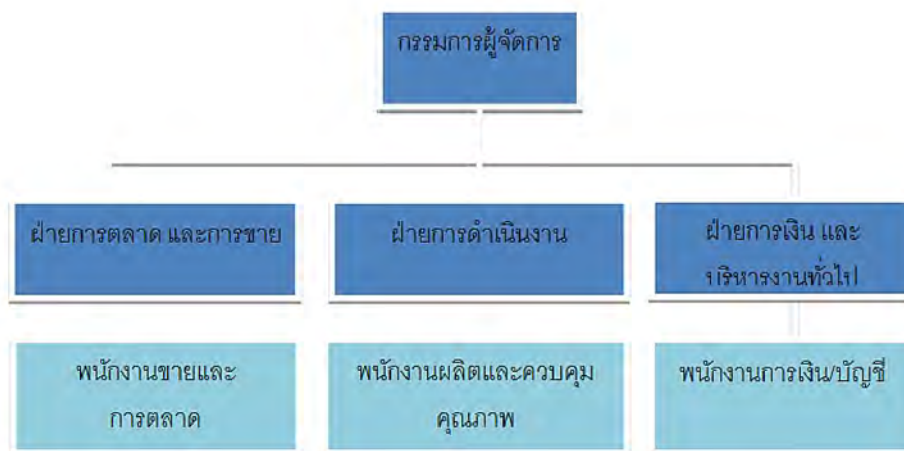 กรรมการผู้จัดการ
ฝ่ายการตลาด และการขาย
ฝ่ายการดำเนินงาน
ฝ่ายการเงิน และ
บริหารงานทั่วไป
พนักงานขายและ
การตลาด
พนักงานผลิตและควบคุม
คุณภาพ
พนักงานการเงิน/บัญชี